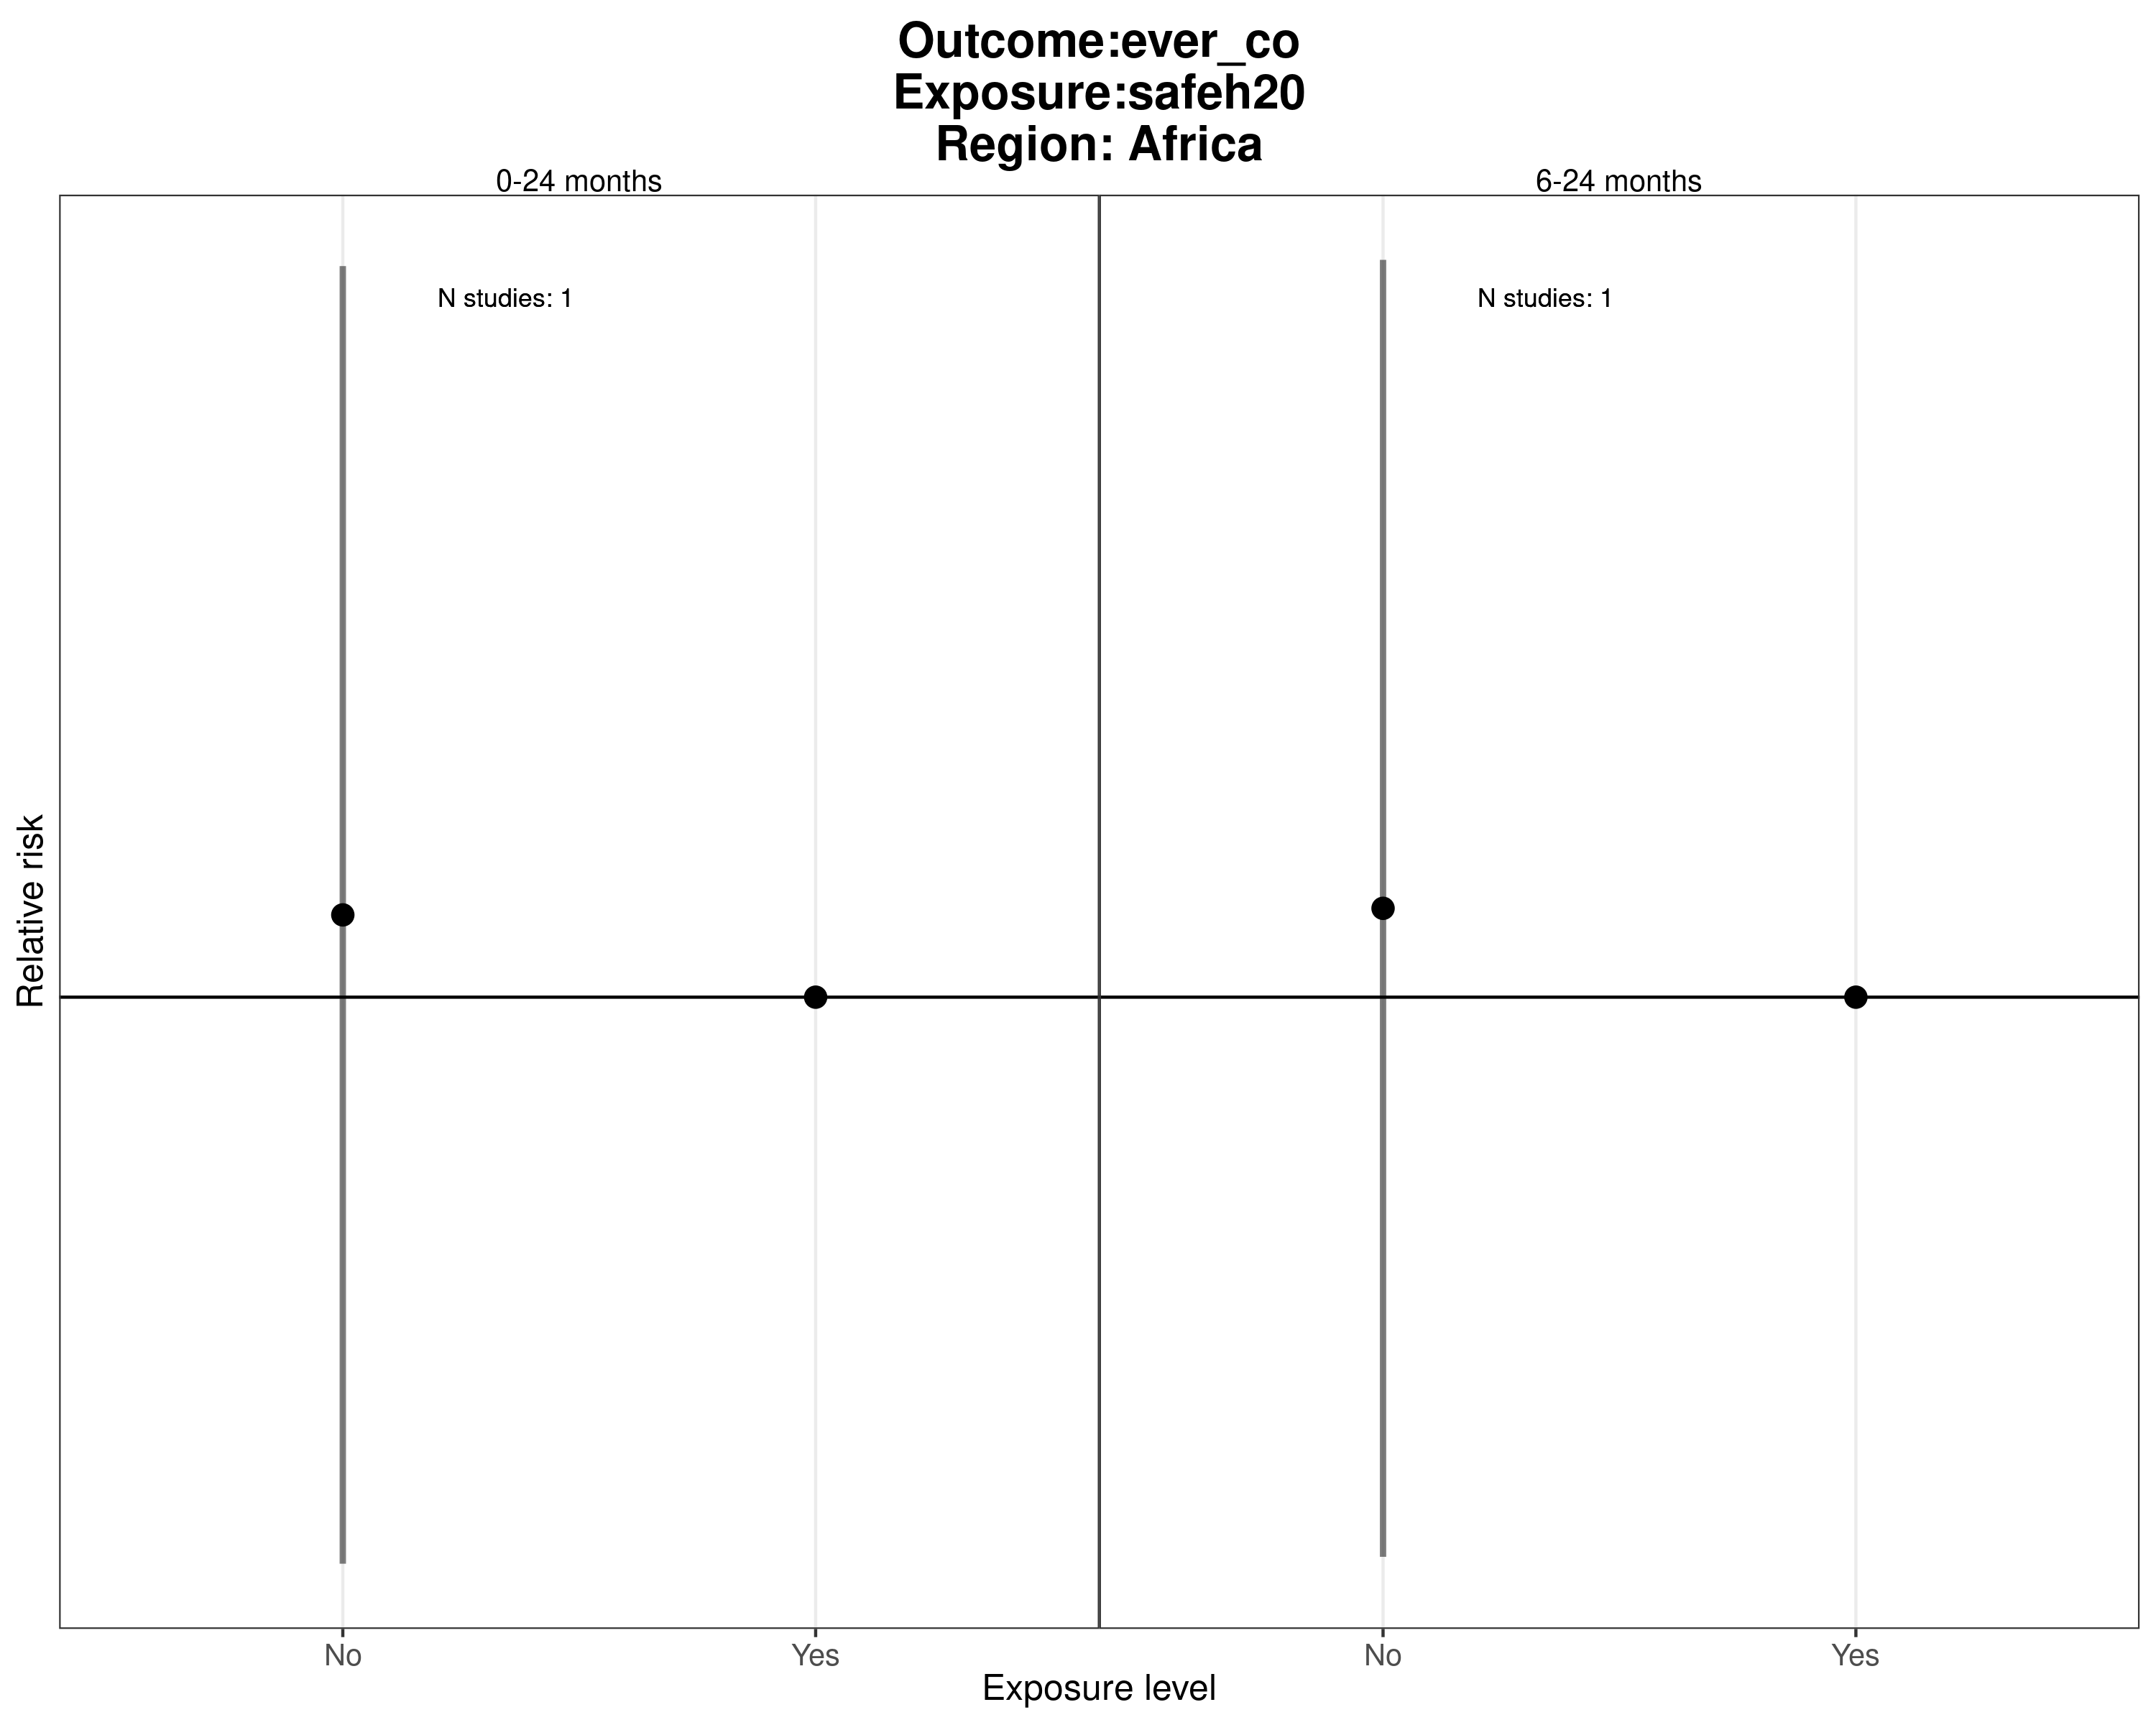 Outcome:ever_co
Exposure:safeh20
Region: Africa
0-24 months
6-24 months
N studies: 1
N studies: 1
Relative risk
No
Yes
No
Yes
Exposure level